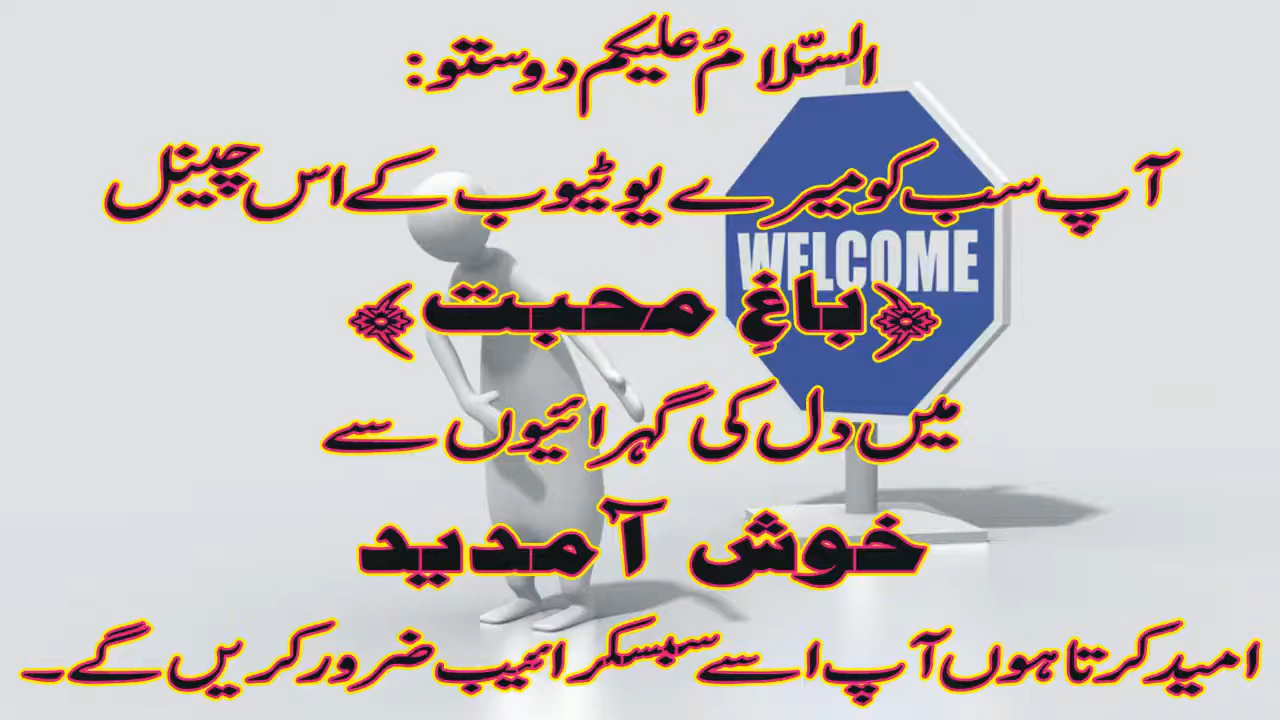 السّلامُ علیکم دوستو:
آپ سب کو میرے یوٹیوب کے اس چینل
WELCOME
﴿باغِ محبت﴾
میں دل کی گہرائیوں سے
خوش آمدید
امید کرتا ہوں آپ اسے سبسکرائیب ضرور کریں گے۔